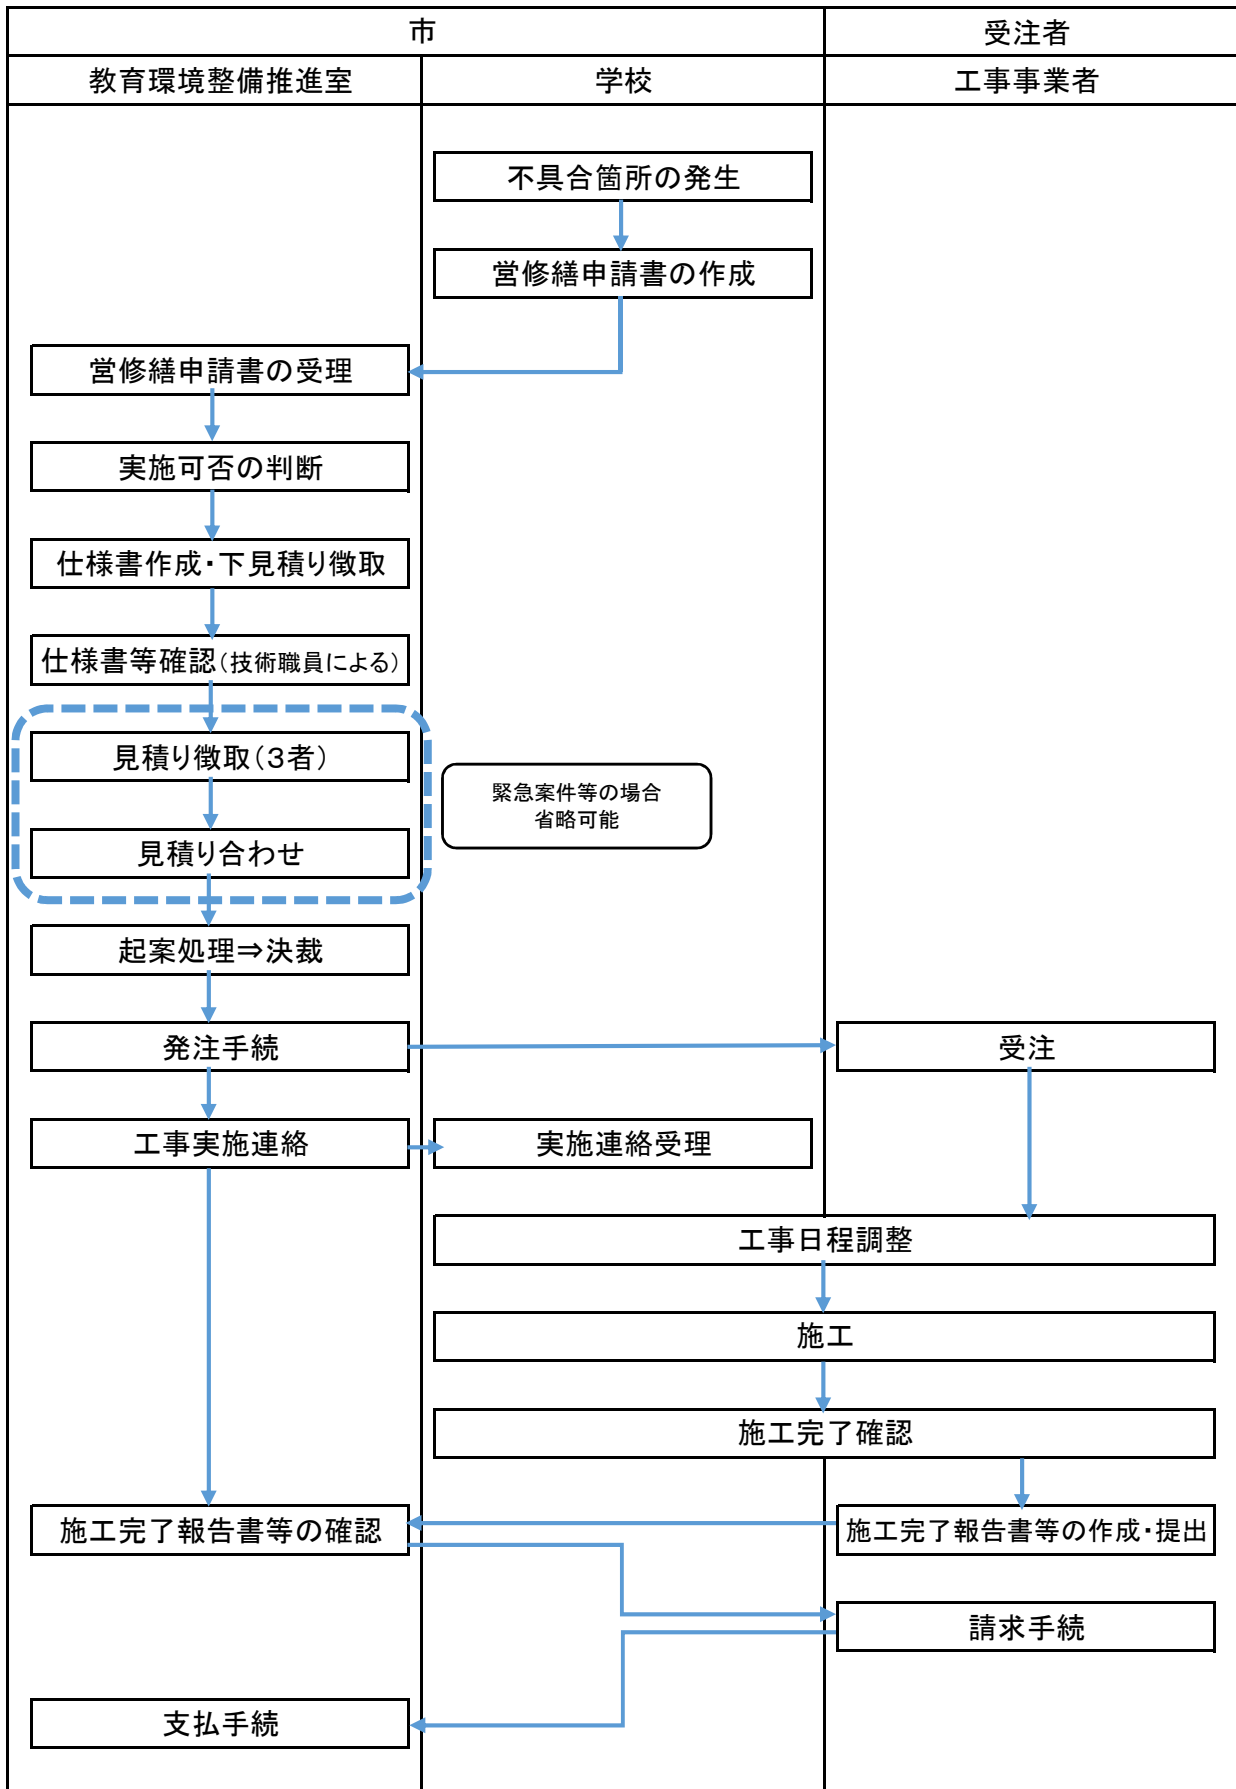 市
受注者
教育環境整備推進室
学校
工事事業者
不具合箇所の発生
営修繕申請書の作成
営修繕申請書の受理
実施可否の判断
仕様書作成・下見積り徴取
仕様書等確認（技術職員による）
見積り徴取（３者）
緊急案件等の場合
省略可能
見積り合わせ
起案処理⇒決裁
発注手続
受注
工事実施連絡
実施連絡受理
工事日程調整
施工
施工完了確認
施工完了報告書等の確認
施工完了報告書等の作成・提出
請求手続
支払手続